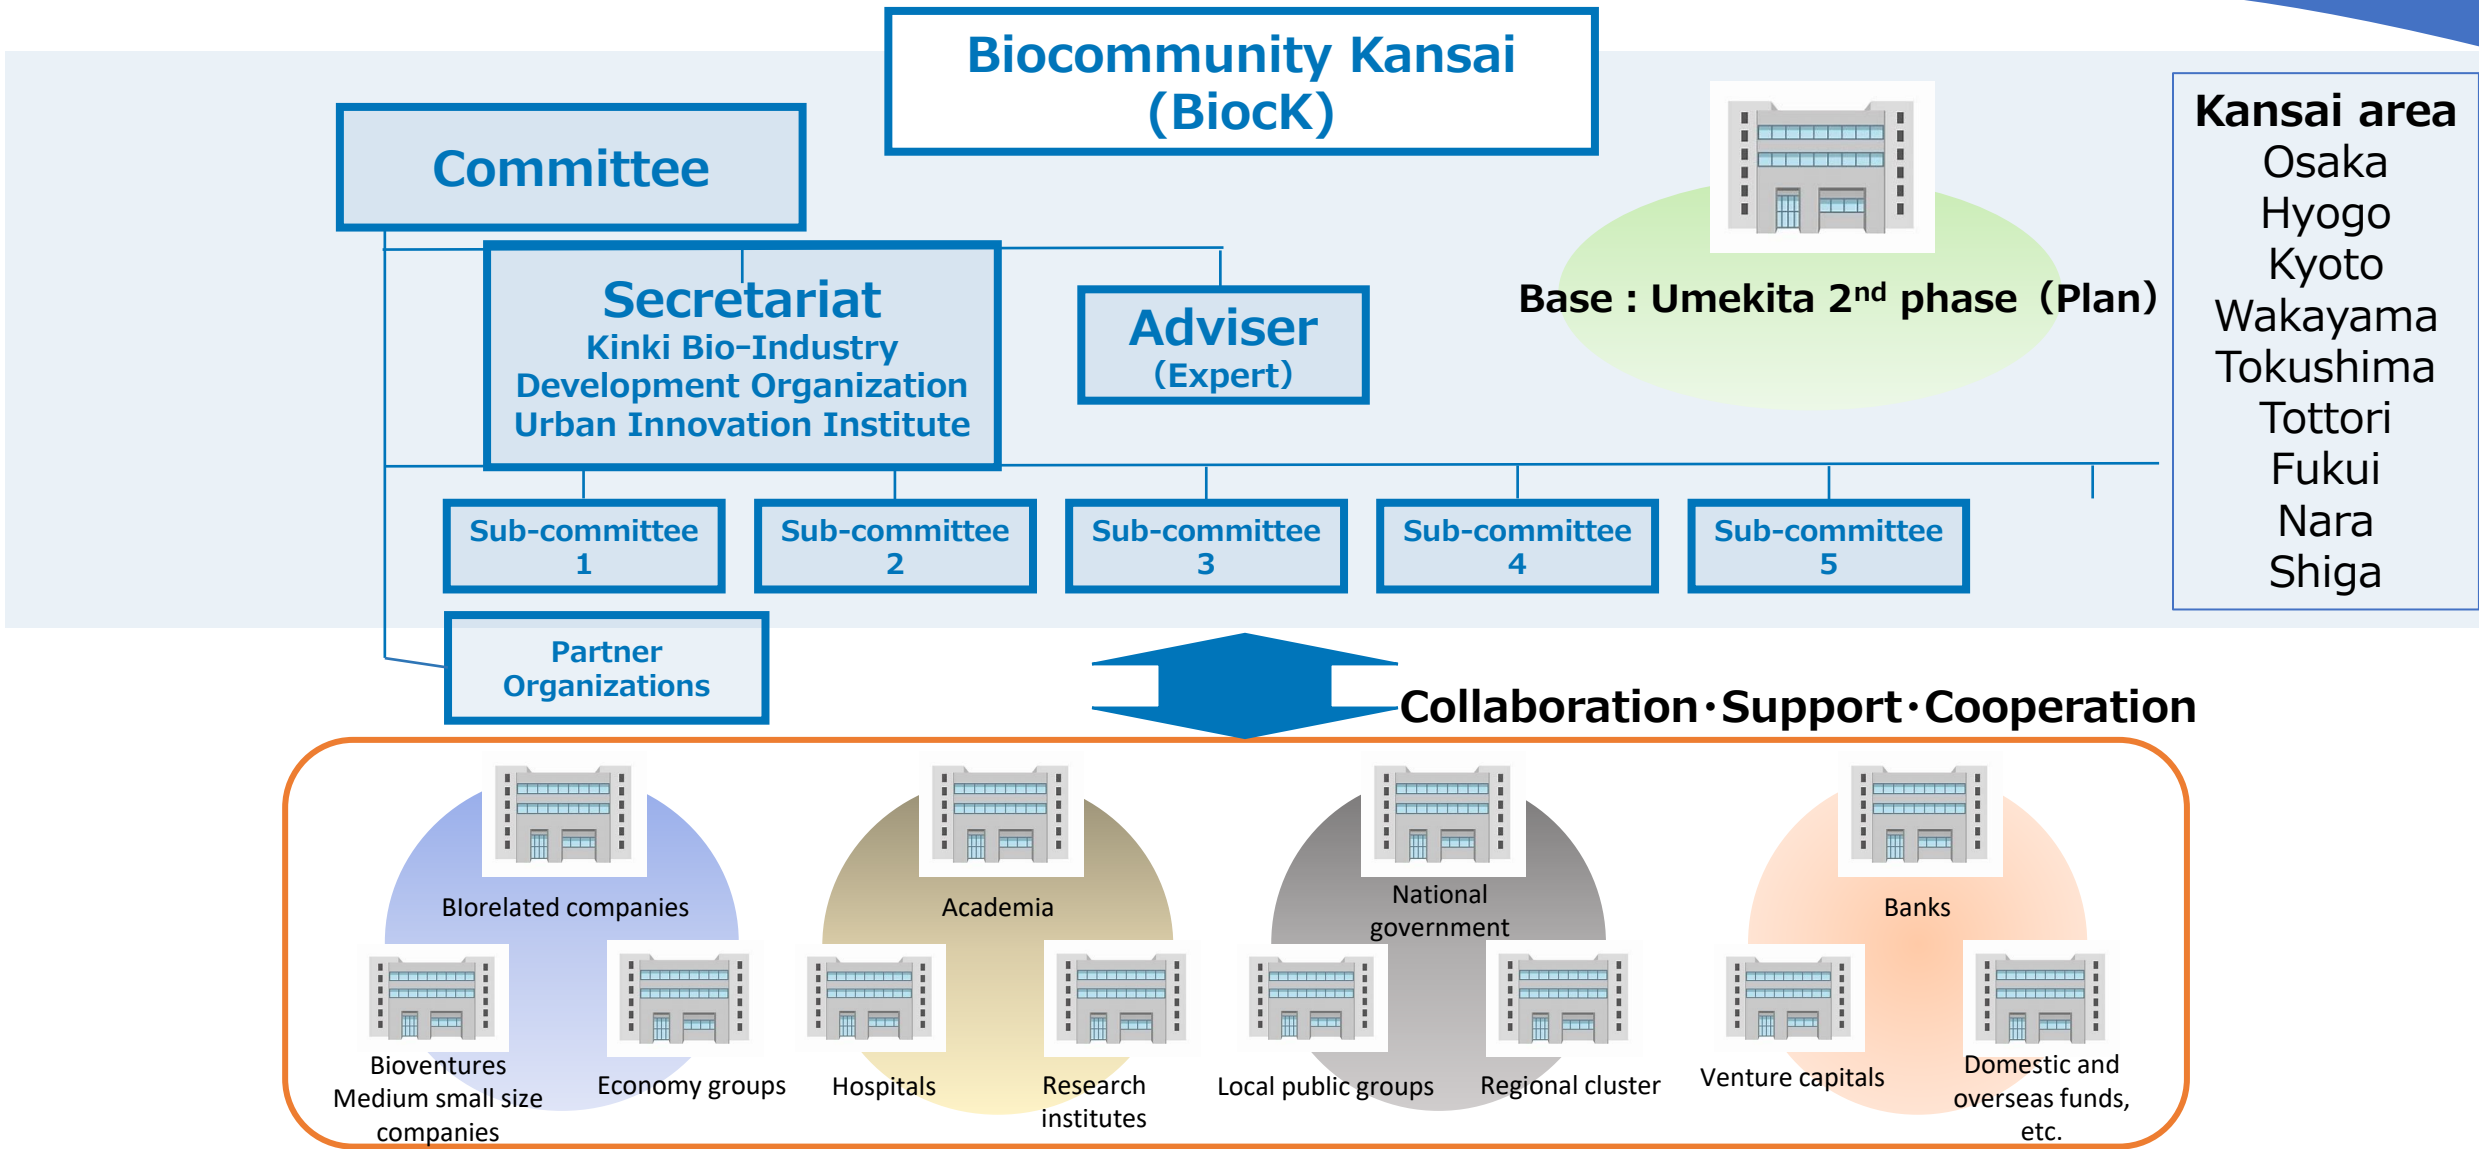 Biocommunity Kansai
(BiocK)
Committee
Secretariat
Kinki Bio-Industry
Development Organization
Urban Innovation Institute
Adviser
（Expert）
Base : Umekita 2nd phase（Plan）
Kansai area
Osaka
Hyogo
Kyoto
Wakayama
Tokushima
Tottori
Fukui
Nara
Shiga
Sub-committee
1
Sub-committee
2
Sub-committee
3
Sub-committee
4
Sub-committee
5
Partner
Organizations
Collaboration・Support・Cooperation
BIorelated companies
Bioventures
Medium small size
companies
Economy groups
Academia
Hospitals
Research
institutes
National
government
Local public groups
Regional cluster
Banks
Venture capitals
Domestic and
overseas funds,
etc.